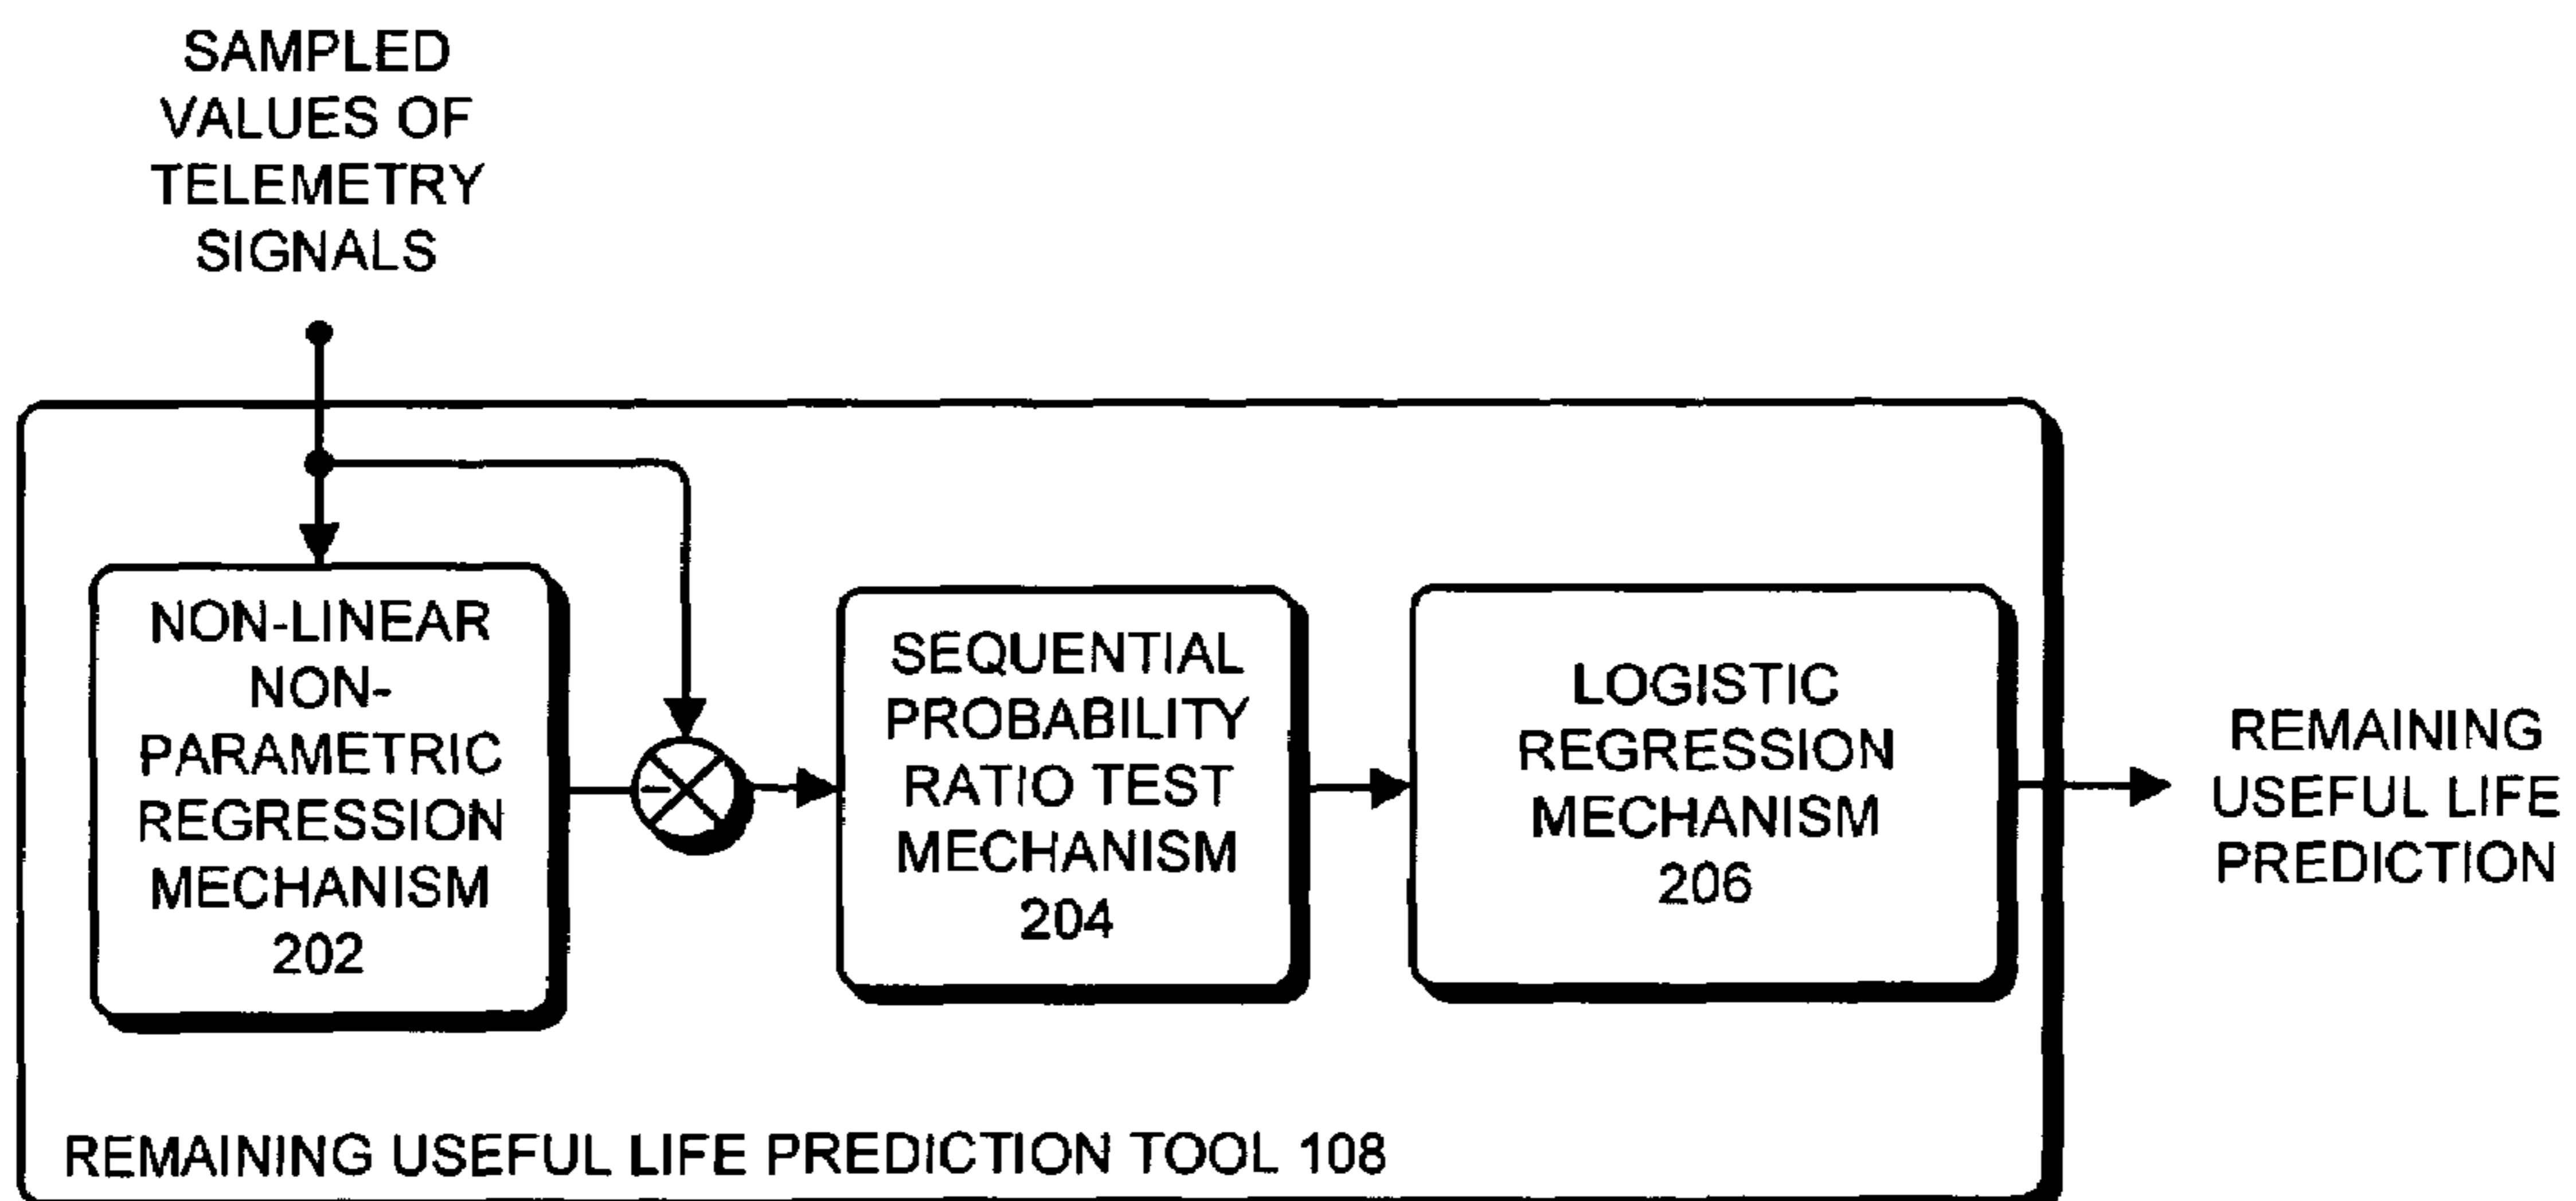 SAMPLED
VALUES OF
TELEMETRY
SIGNALS
NON-LINEAR
NON-
PARAMETRIC
REGRESSION
MECHANISM
202
-
SEQUENTIAL
PROBABILITY
RATIO TEST
MECHANISM
204
LOGISTIC
REGRESSION
MECHANISM
206
REMAINING
USEFUL LIFE
PREDICTION
REMAINING USEFUL LIFE PREDICTION TOOL 108